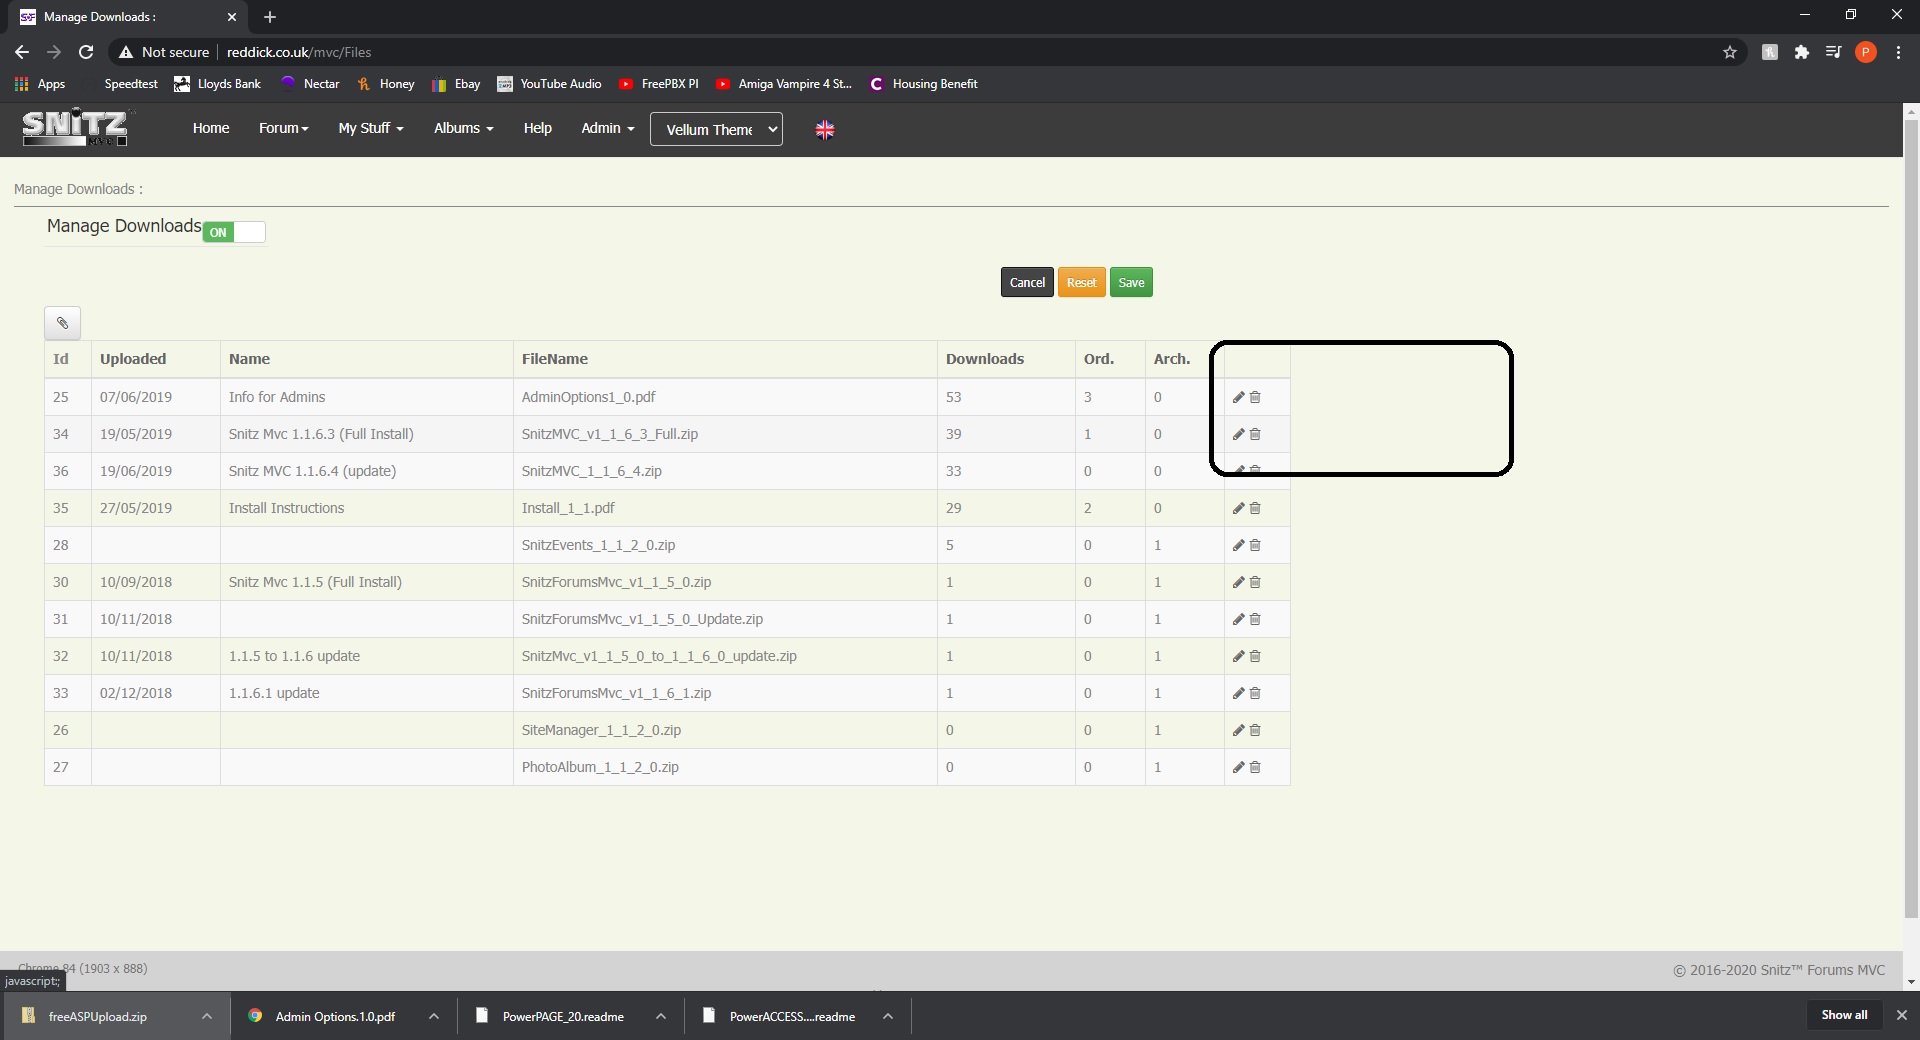 Manage Downloads :
Not secure reddick.co.uk/mvc/Files P
Apps Speedtest Lloyds Bank Nectar Honey Ebay YouTube Audio FreePBX PI Amiga Vampire 4 St... Housing Benefit
SNiTZ MVC Home Forum My Stuff Albums Help Admin Vellum Theme
Manage Downloads :
Manage Downloads ON
Cancel Reset Save
Id Uploaded Name FileName Downloads Ord. Arch.
25 07/06/2019 Info for Admins AdminOptions1_0.pdf 53 3 0
34 19/05/2019 Snitz Mvc 1.1.6.3 (Full Install) SnitzMVC_v1_1_6_3_Full.zip 39 1 0
36 19/06/2019 Snitz MVC 1.1.6.4 (update) SnitzMVC_1_1_6_4.zip 33 0 0
35 27/05/2019 Install Instructions Install_1_1.pdf 29 2 0
28 SnitzEvents_1_1_2_0.zip 5 0 1
30 10/09/2018 Snitz Mvc 1.1.5 (Full Install) SnitzForumsMvc_v1_1_5_0.zip 1 0 1
31 10/11/2018 SnitzForumsMvc_v1_1_5_0_Update.zip 1 0 1
32 10/11/2018 1.1.5 to 1.1.6 update SnitzMvc_v1_1_5_0_to_1_1_6_0_update.zip 1 0 1
33 02/12/2018 1.1.6.1 update SnitzForumsMvc_v1_1_6_1.zip 1 0 1
26 SiteManager_1_1_2_0.zip 0 0 1
27 PhotoAlbum_1_1_2_0.zip 0 0 1
Chrome 84 (1903 x 888) © 2016-2020 Snitz™ Forums MVC
javascript:;
freeASPUpload.zip Admin Options.1.0.pdf PowerPAGE_20.readme PowerACCESS....readme Show all